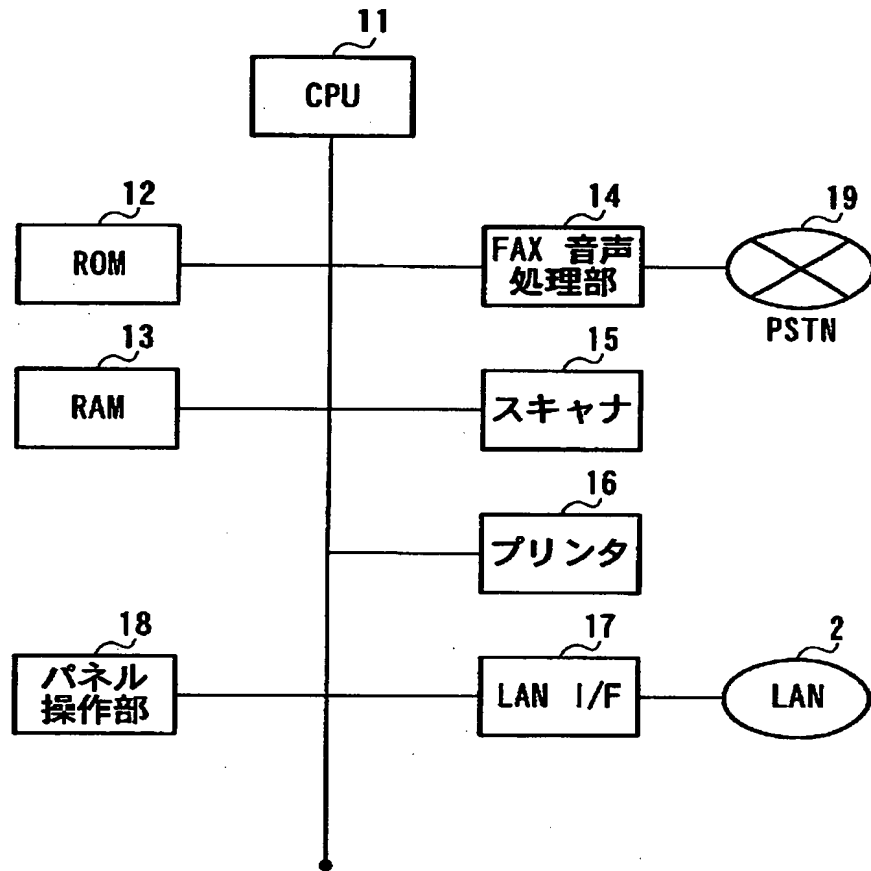 11
CPU
12
ROM
14
FAX 音声
処理部
19
PSTN
13
RAM
15
スキャナ
16
プリンタ
18
パネル
操作部
17
LAN I/F
2
LAN